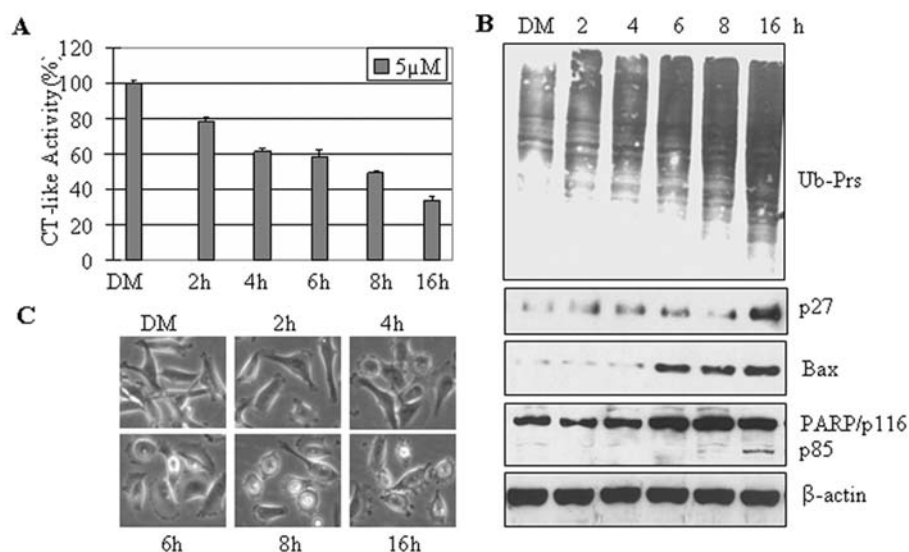 A
CT-like Activity (%)
120
100
80
60
40
20
0
5μM
DM 2h 4h 6h 8h 16h
B
DM 2 4 6 8 16 h
Ub-Prs
p27
Bax
PARP/p116
p85
β-actin
C
DM 2h 4h
6h 8h 16h